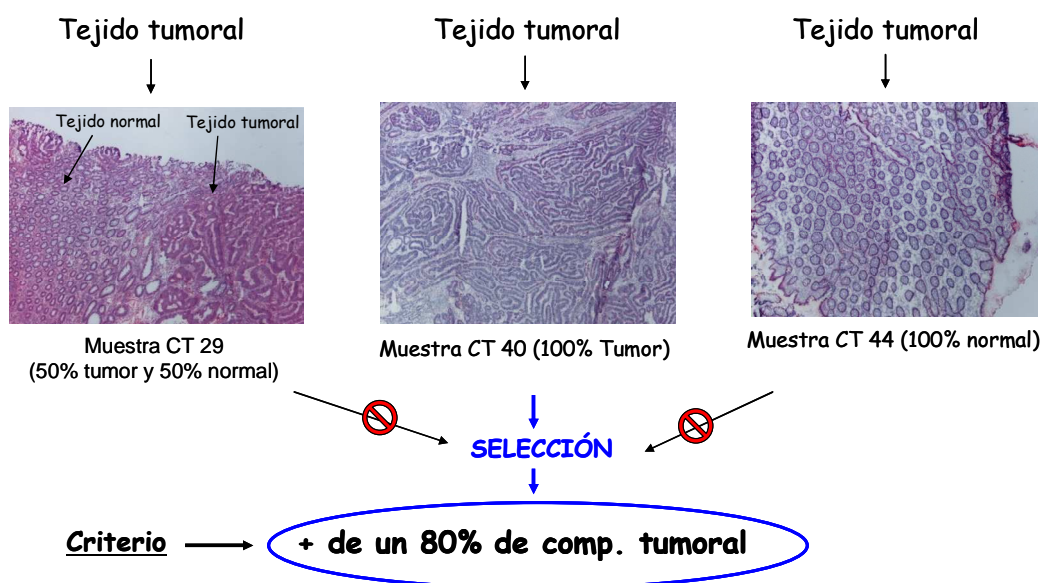 Tejido tumoral
Tejido tumoral
Tejido tumoral
Tejido normal
Tejido tumoral
Muestra CT 29
(50% tumor y 50% normal)
Muestra CT 40 (100% Tumor)
Muestra CT 44 (100% normal)
SELECCIÓN
Criterio
+ de un 80% de comp. tumoral